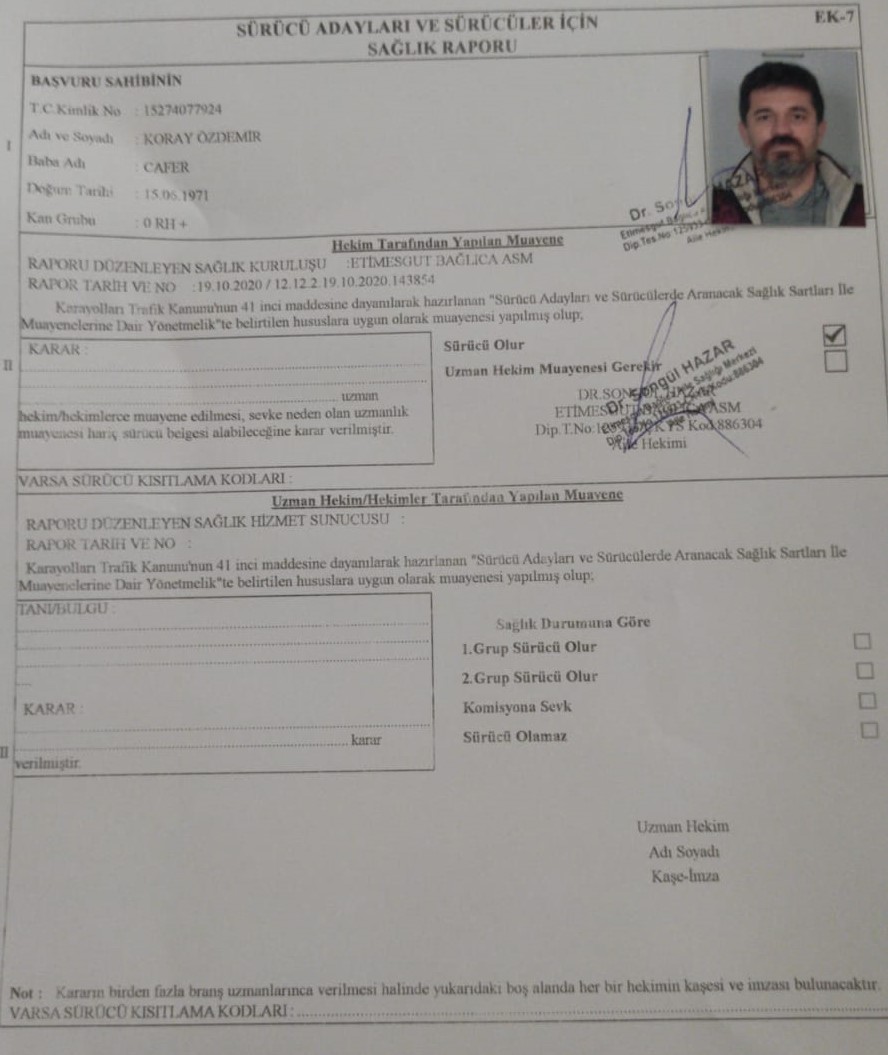 EK-7
SÜRÜCÜ ADAYLARI VE SÜRÜCÜLER İÇİN
SAĞLIK RAPORU
BAŞVURU SAHİBİNİN
T.C.Kimlik No : 15274077924
I
Adı ve Soyadı : KORAY ÖZDEMİR
Baba Adı : CAFER
Doğum Tarihi : 15.06.1971
Kan Grubu : 0 RH +
HAZAR
Dr. So
Etimesgut
Dip.Tes.No
Aile Hekim
Hekim Tarafından Yapılan Muayene
RAPORU DÜZENLEYEN SAĞLIK KURULUŞU :ETİMESGUT BAĞLICA ASM
RAPOR TARİH VE NO :19.10.2020 / 12.12.2.19.10.2020.143854
Karayolları Trafik Kanunu'nun 41 inci maddesine dayanılarak hazırlanan "Sürücü Adayları ve Sürücülerde Aranacak Sağlık Sartları İle
Muayenelerine Dair Yönetmelik"te belirtilen hususlara uygun olarak muayenesi yapılmış olup;
II
KARAR :
uzman
hekim/hekimlerce muayene edilmesi, sevke neden olan uzmanlık
muayenesi hariç sürücü belgesi alabileceğine karar verilmiştir.
Sürücü Olur
Uzman Hekim Muayenesi Gerekir
Dr. Songül HAZAR
Aile Sağlığı Merkezi
ETİMESGUT BAĞLICA ASM
Dip.T.No: Kod:886304
Aile Hekimi
VARSA SÜRÜCÜ KISITLAMA KODLARI :
Uzman Hekim/Hekimler Tarafından Yapılan Muayene
RAPORU DÜZENLEYEN SAĞLIK HİZMET SUNUCUSU :
RAPOR TARİH VE NO :
Karayolları Trafik Kanunu'nun 41 inci maddesine dayanılarak hazırlanan "Sürücü Adayları ve Sürücülerde Aranacak Sağlık Sartları İle
Muayenelerine Dair Yönetmelik"te belirtilen hususlara uygun olarak muayenesi yapılmış olup;
TANI/BULGU :
KARAR :
karar
II
verilmiştir.
Sağlık Durumuna Göre
1.Grup Sürücü Olur
2.Grup Sürücü Olur
Komisyona Sevk
Sürücü Olamaz
Uzman Hekim
Adı Soyadı
Kaşe-İmza
Not : Kararın birden fazla branş uzmanlarınca verilmesi halinde yukarıdaki boş alanda her bir hekimin kaşesi ve imzası bulunacaktır.
VARSA SÜRÜCÜ KISITLAMA KODLARI :